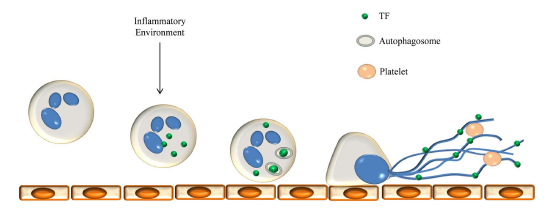 Inflammatory
Environment
TF
Autophagosome
Platelet